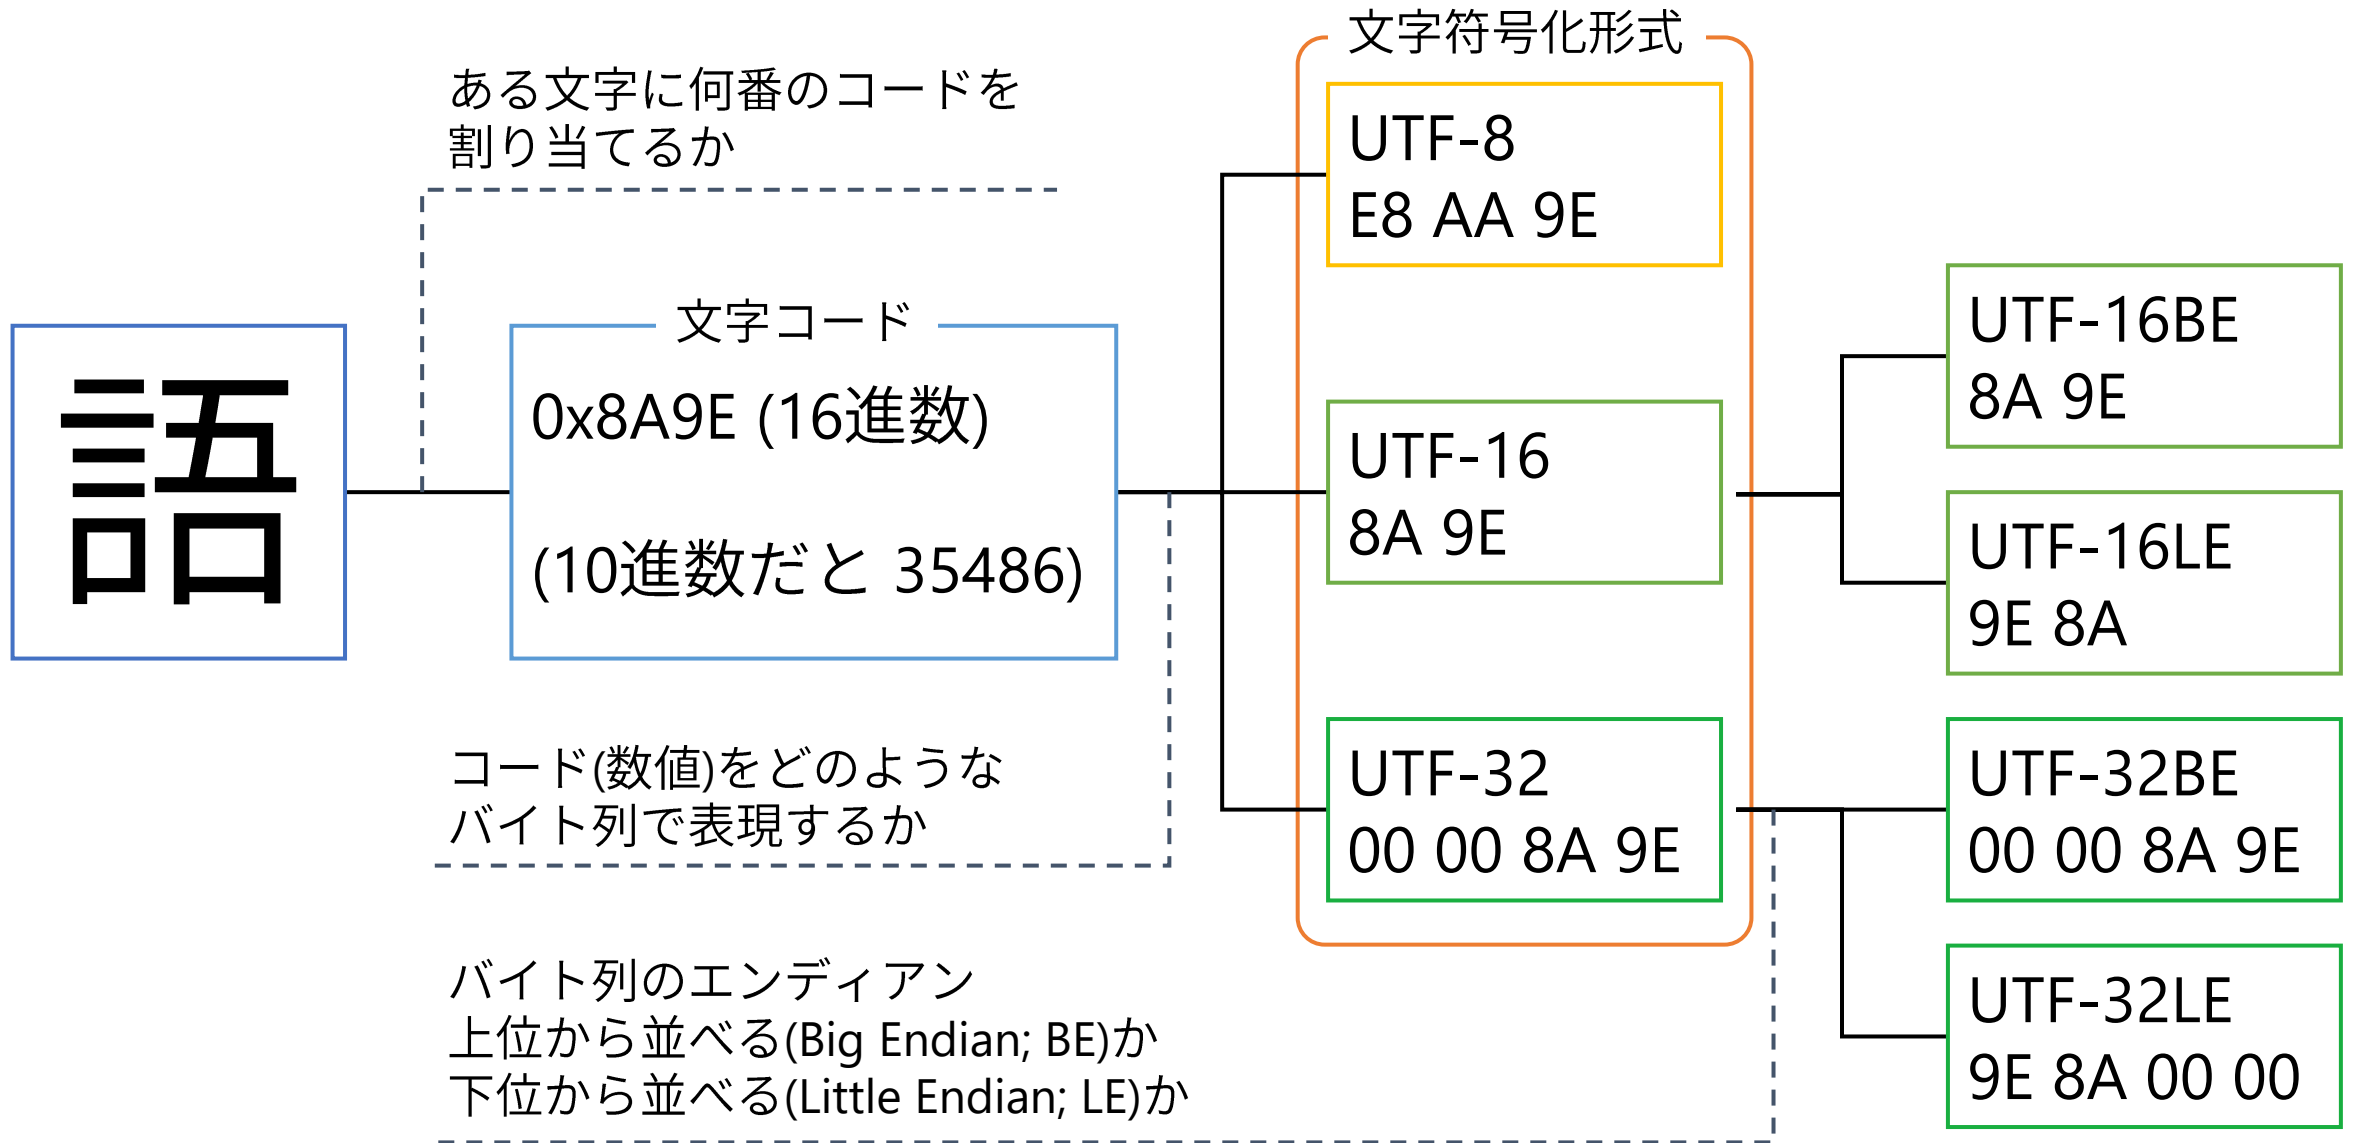 文字符号化形式
ある文字に何番のコードを
割り当てるか
UTF-8
E8 AA 9E
語
文字コード
0x8A9E (16進数)
(10進数だと 35486)
UTF-16
8A 9E
UTF-16BE
8A 9E
UTF-16LE
9E 8A
コード(数値)をどのような
バイト列で表現するか
UTF-32
00 00 8A 9E
UTF-32BE
00 00 8A 9E
UTF-32LE
9E 8A 00 00
バイト列のエンディアン
上位から並べる(Big Endian; BE)か
下位から並べる(Little Endian; LE)か